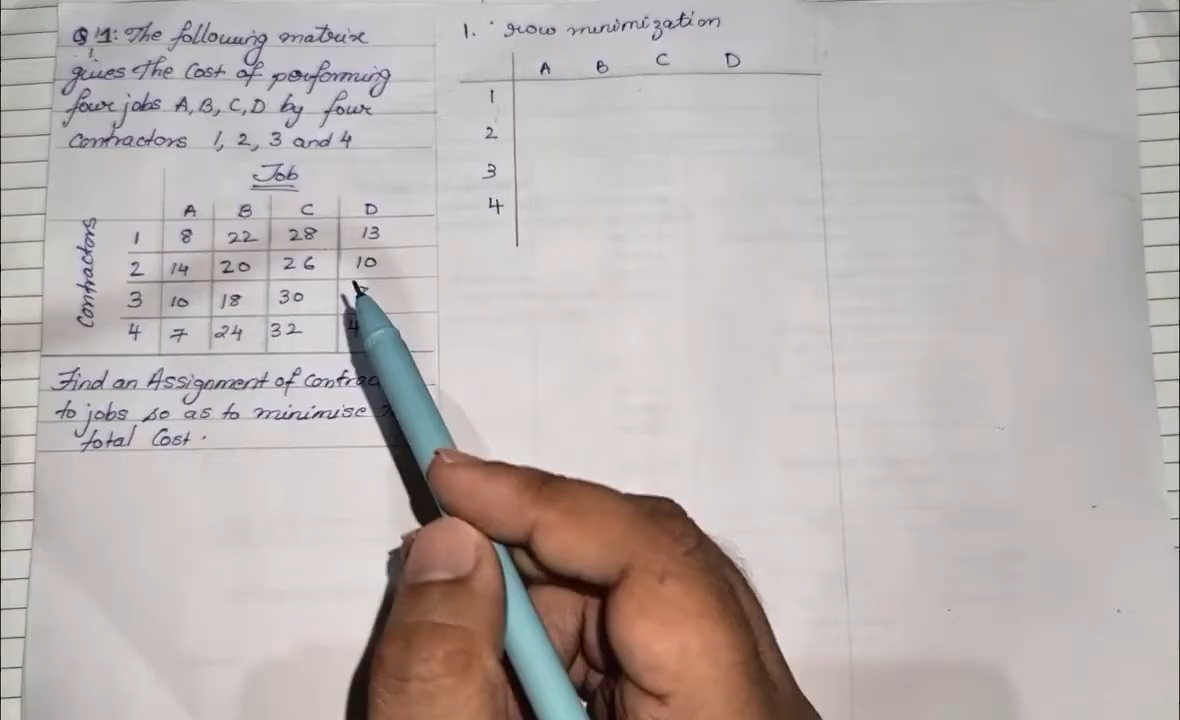 Q 1: The following matrix
gives the cost of performing
four jobs A, B, C, D by four
contractors 1, 2, 3 and 4
Job
A B C D
Contractors
1 8 22 28 13
2 14 20 26 10
3 10 18 30
4 7 24 32 4
Find an Assignment of contrac
to jobs so as to minimise
total cost.
1. row minimization
A B C D
1
2
3
4